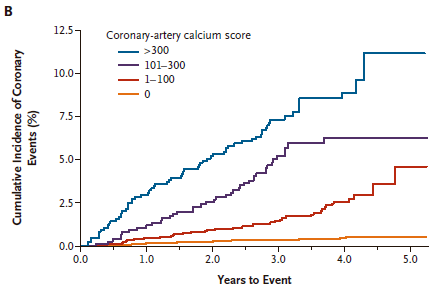 B
Coronary-artery calcium score
>300
101–300
1–100
0
Cumulative Incidence of Coronary
Events (%)
12.5
10.0
7.5
5.0
2.5
0.0
0.0 1.0 2.0 3.0 4.0 5.0
Years to Event